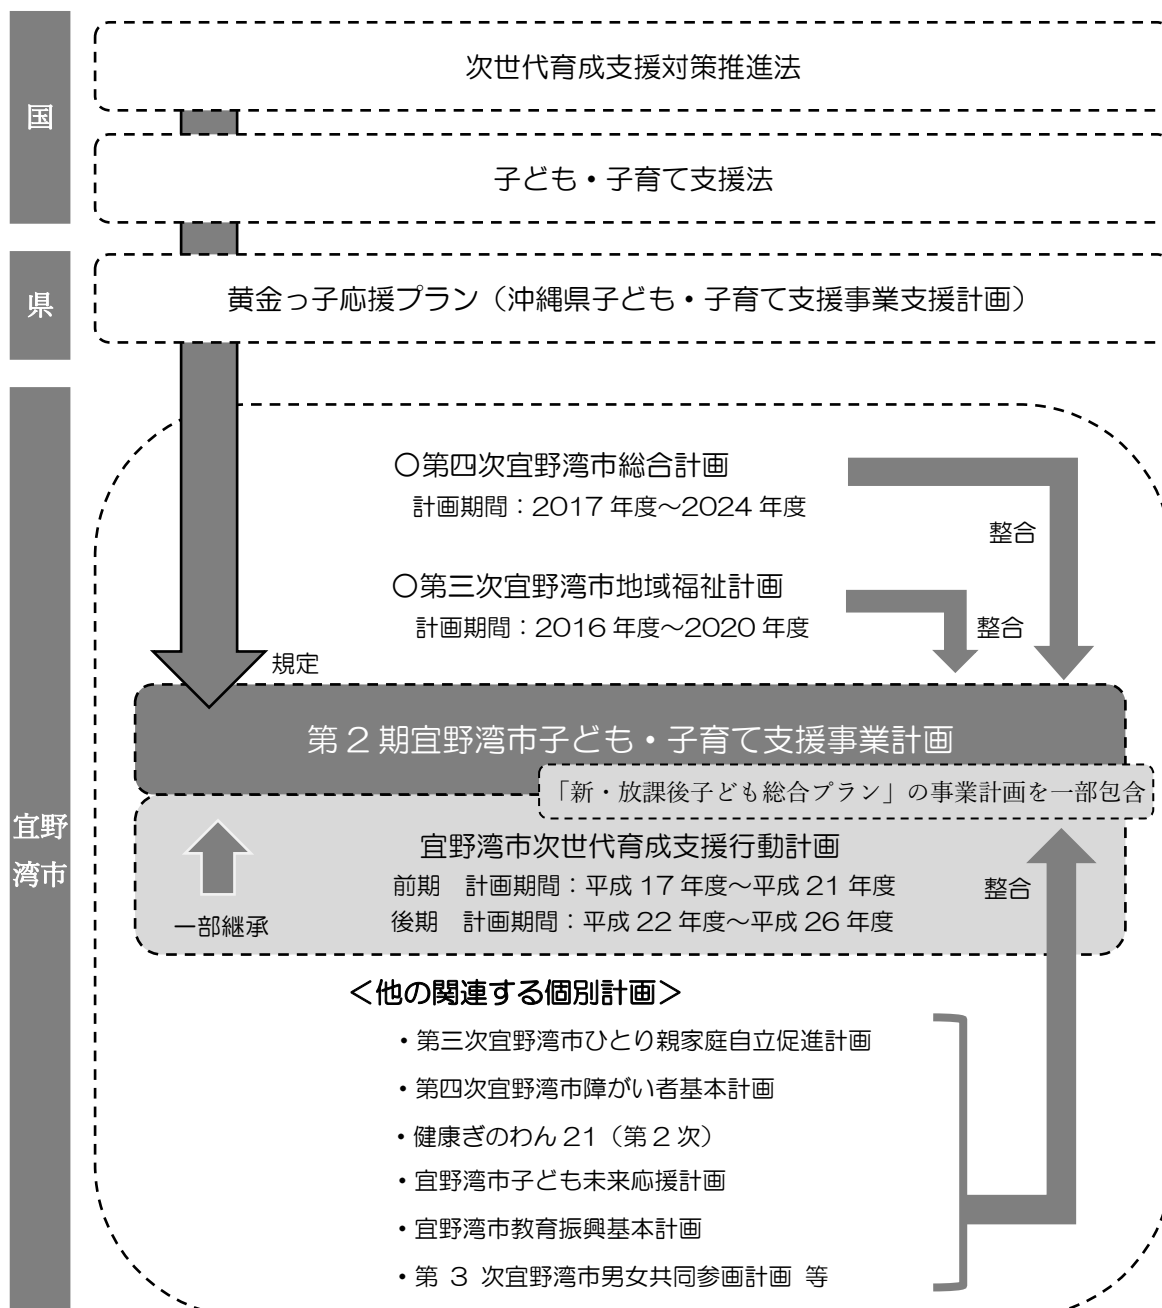 国
次世代育成支援対策推進法
子ども・子育て支援法
県
黄金っ子応援プラン（沖縄県子ども・子育て支援事業支援計画）
宜野
湾市
〇第四次宜野湾市総合計画
計画期間：2017 年度～2024 年度
整合
〇第三次宜野湾市地域福祉計画
計画期間：2016 年度～2020 年度
整合
規定
第 2 期宜野湾市子ども・子育て支援事業計画
「新・放課後子ども総合プラン」の事業計画を一部包含
宜野湾市次世代育成支援行動計画
前期　計画期間：平成 17 年度～平成 21 年度
後期　計画期間：平成 22 年度～平成 26 年度
整合
一部継承
＜他の関連する個別計画＞
・第三次宜野湾市ひとり親家庭自立促進計画
・第四次宜野湾市障がい者基本計画
・健康ぎのわん 21（第 2 次）
・宜野湾市子ども未来応援計画
・宜野湾市教育振興基本計画
・第 3 次宜野湾市男女共同参画計画 等